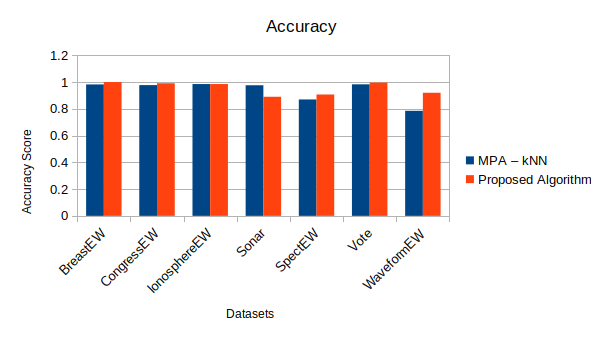 Accuracy
1.2
1
0.8
0.6
0.4
0.2
0
Accuracy Score
BreastEW
CongressEW
IonosphereEW
Sonar
SpectEW
Vote
WaveformEW
Datasets
MPA – kNN
Proposed Algorithm